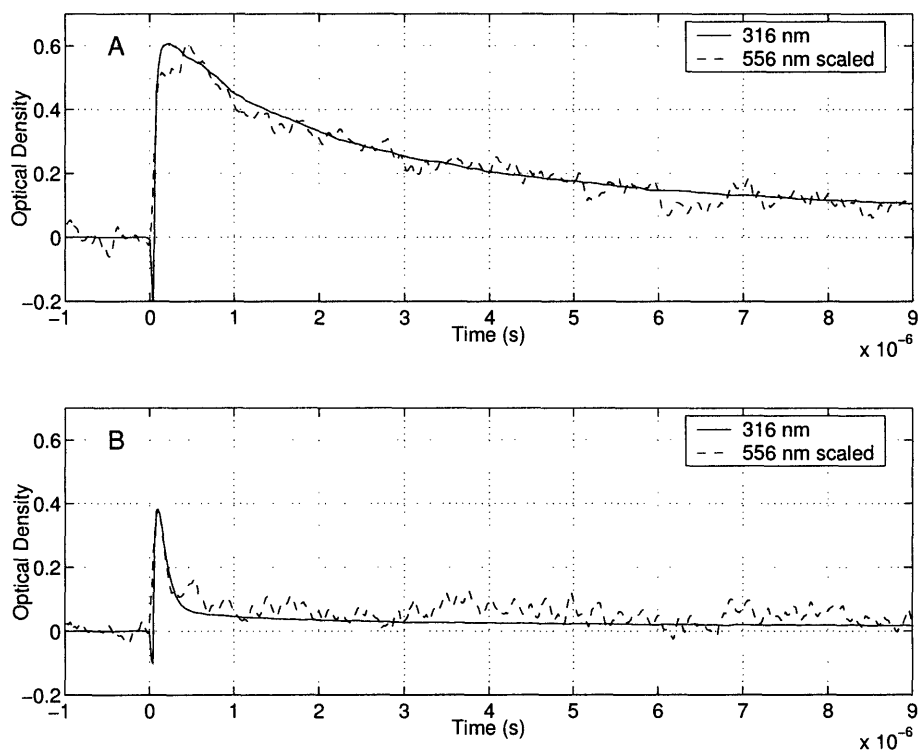 A
316 nm
556 nm scaled
Optical Density
0.6
0.4
0.2
0
−0.2
−1 0 1 2 3 4 5 6 7 8 9
Time (s)
x 10⁻⁶
B
316 nm
556 nm scaled
Optical Density
0.6
0.4
0.2
0
−0.2
−1 0 1 2 3 4 5 6 7 8 9
Time (s)
x 10⁻⁶